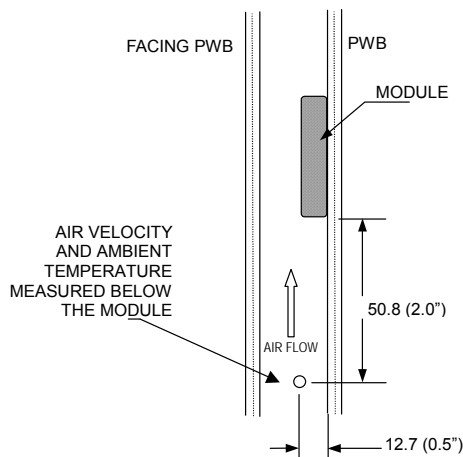 FACING PWB
PWB
MODULE
AIR VELOCITY
AND AMBIENT
TEMPERATURE
MEASURED BELOW
THE MODULE
AIR FLOW
50.8 (2.0”)
12.7 (0.5”)